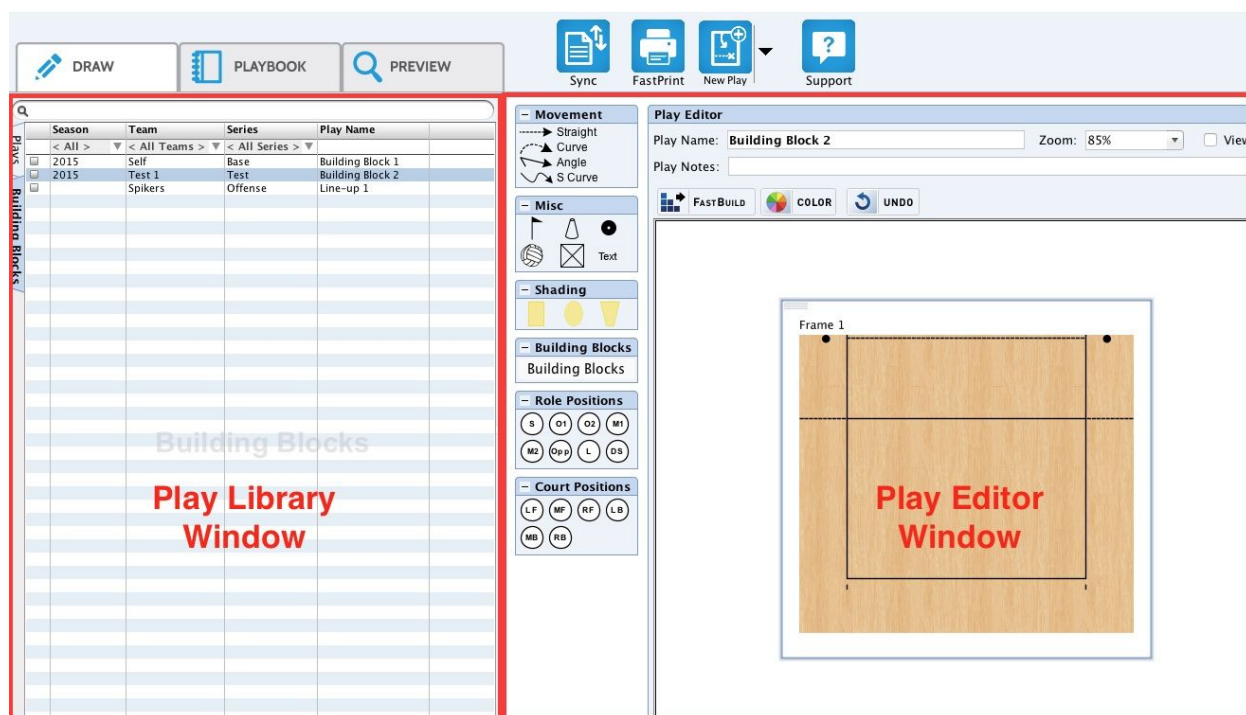 DRAW
PLAYBOOK
PREVIEW
Sync
FastPrint
New Play
Support
Plays
Building Blocks
Season Team Series Play Name
< All > < All Teams > < All Series >
2015 Self Base Building Block 1
2015 Test 1 Test Building Block 2
Spikers Offense Line-up 1
Building Blocks
Play Library
Window
Movement
Straight
Curve
Angle
S Curve
Misc
Text
Shading
Building Blocks
Building Blocks
Role Positions
S O1 O2 M1
M2 Opp L DS
Court Positions
LF MF RF LB
MB RB
Play Editor
Play Name: Building Block 2 Zoom: 85% View
Play Notes:
FASTBUILD COLOR UNDO
Frame 1
Play Editor
Window